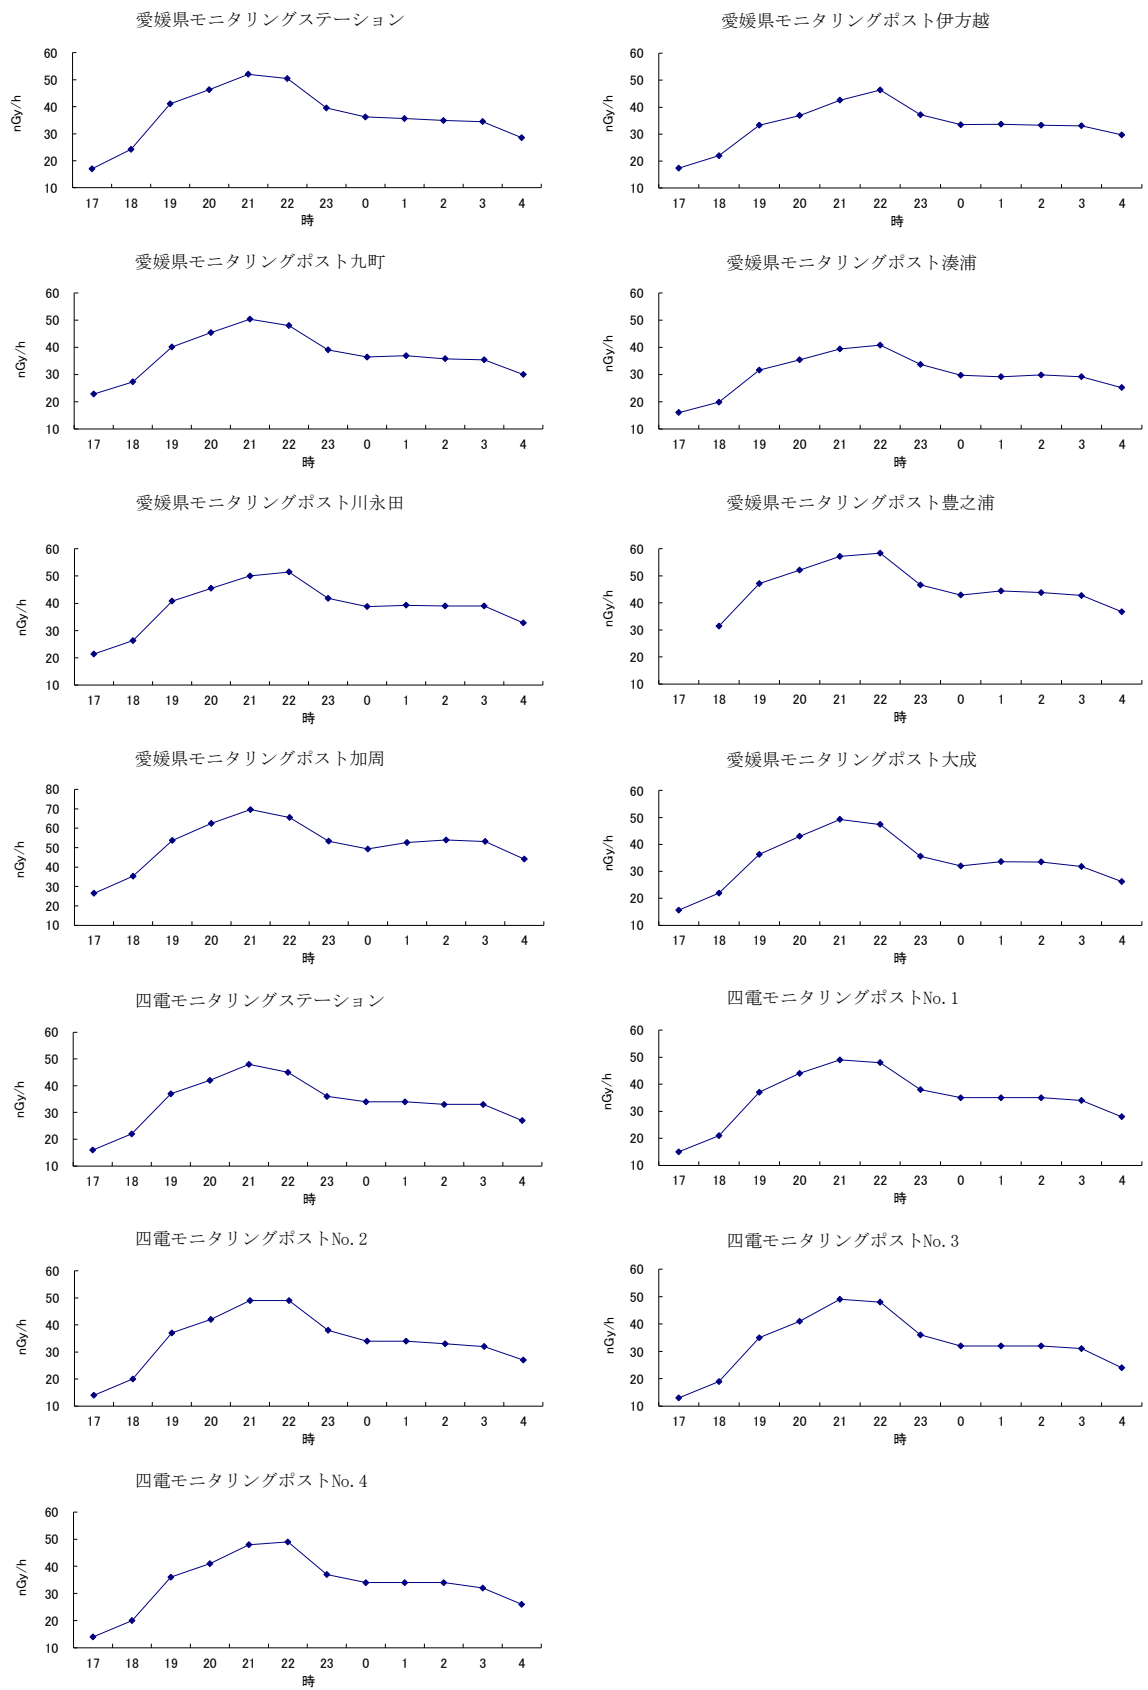 愛媛県モニタリングステーション
60
50
40
30
20
10
nGy/h
17 18 19 20 21 22 23 0 1 2 3 4
時
愛媛県モニタリングポスト伊方越
60
50
40
30
20
10
nGy/h
17 18 19 20 21 22 23 0 1 2 3 4
時
愛媛県モニタリングポスト九町
60
50
40
30
20
10
nGy/h
17 18 19 20 21 22 23 0 1 2 3 4
時
愛媛県モニタリングポスト湊浦
60
50
40
30
20
10
nGy/h
17 18 19 20 21 22 23 0 1 2 3 4
時
愛媛県モニタリングポスト川永田
60
50
40
30
20
10
nGy/h
17 18 19 20 21 22 23 0 1 2 3 4
時
愛媛県モニタリングポスト豊之浦
60
50
40
30
20
10
nGy/h
17 18 19 20 21 22 23 0 1 2 3 4
時
愛媛県モニタリングポスト加周
80
70
60
50
40
30
20
10
nGy/h
17 18 19 20 21 22 23 0 1 2 3 4
時
愛媛県モニタリングポスト大成
60
50
40
30
20
10
nGy/h
17 18 19 20 21 22 23 0 1 2 3 4
時
四電モニタリングステーション
60
50
40
30
20
10
nGy/h
17 18 19 20 21 22 23 0 1 2 3 4
時
四電モニタリングポストNo.1
60
50
40
30
20
10
nGy/h
17 18 19 20 21 22 23 0 1 2 3 4
時
四電モニタリングポストNo.2
60
50
40
30
20
10
nGy/h
17 18 19 20 21 22 23 0 1 2 3 4
時
四電モニタリングポストNo.3
60
50
40
30
20
10
nGy/h
17 18 19 20 21 22 23 0 1 2 3 4
時
四電モニタリングポストNo.4
60
50
40
30
20
10
nGy/h
17 18 19 20 21 22 23 0 1 2 3 4
時